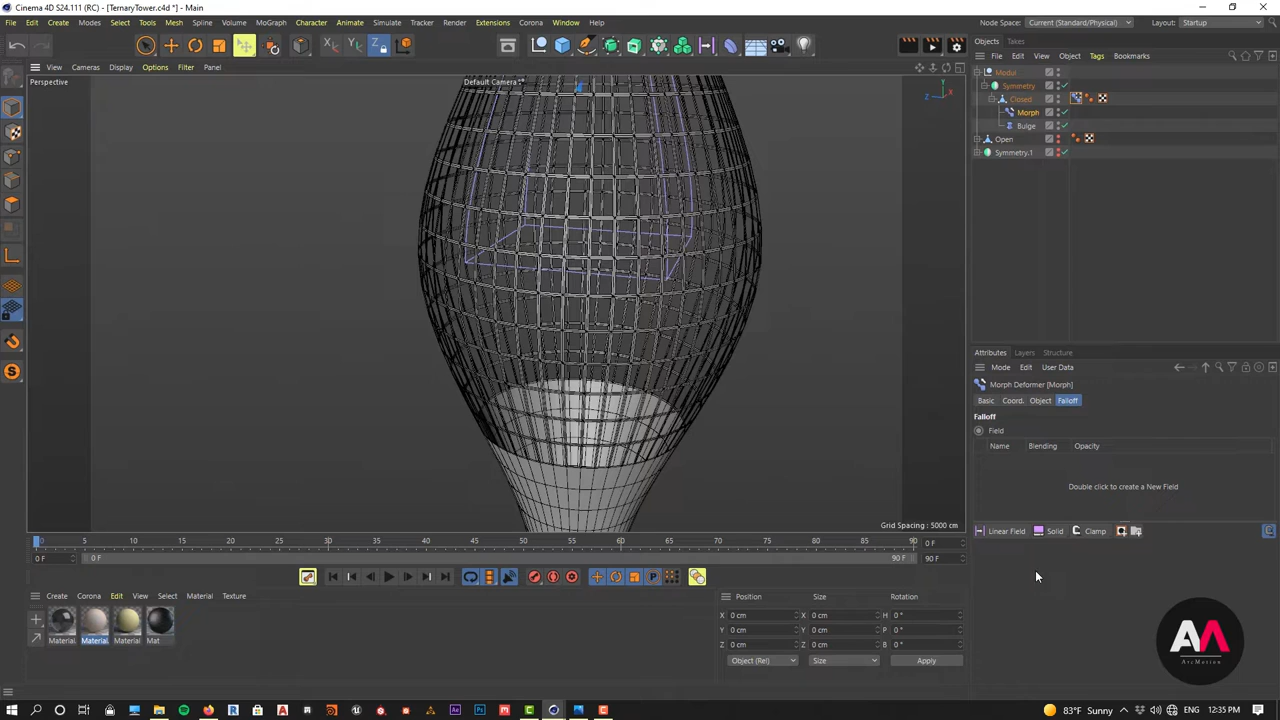 Cinema 4D S24.111 (RC) - [TernaryTower.c4d *] - Main
File Edit Create Modes Select Tools Mesh Spline Volume MoGraph Character Animate Simulate Tracker Render Extensions Corona Window Help
Node Space: Current (Standard/Physical) Layout: Startup
View Cameras Display Options Filter Panel
Perspective
Default Camera
Y
Z
X
Grid Spacing : 5000 cm
Objects Takes
File Edit View Object Tags Bookmarks
Modul
Symmetry
Closed
Morph
Bulge
Open
Symmetry.1
Attributes Layers Structure
Mode Edit User Data
Morph Deformer [Morph]
Basic Coord. Object Falloff
Falloff
Field
Name Blending Opacity
Double click to create a New Field
Linear Field Solid Clamp
0 5 10 15 20 25 30 35 40 45 50 55 60 65 70 75 80 85 90 0 F
0 F 0 F 90 F 90 F
Create Corona Edit View Select Material Texture
Material Material Material Mat
Position Size Rotation
X 0 cm X 0 cm H 0 °
Y 0 cm Y 0 cm P 0 °
Z 0 cm Z 0 cm B 0 °
Object (Rel) Size Apply
ArcMotion
83°F Sunny 12:35 PM